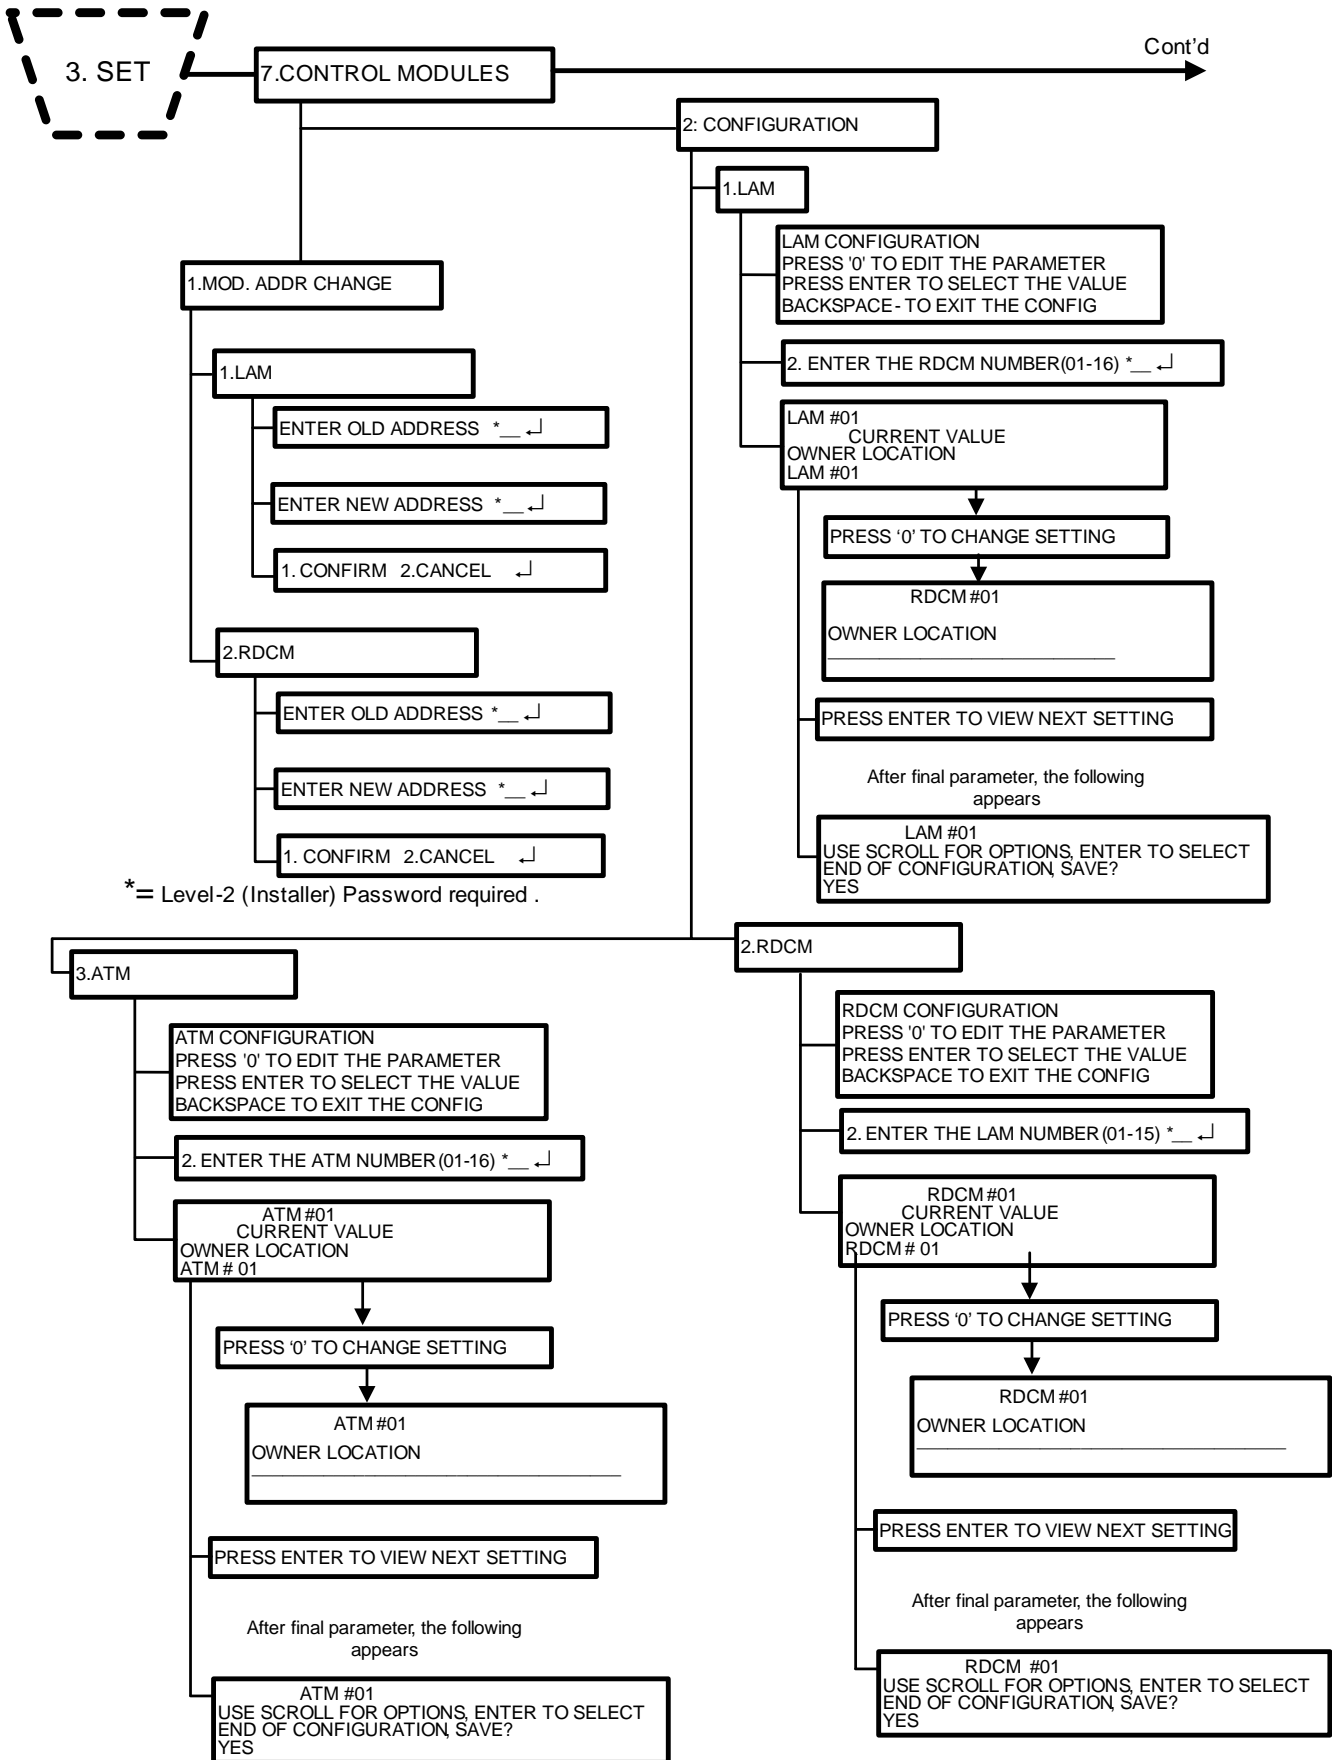 Cont'd
3. SET
7.CONTROL MODULES
2: CONFIGURATION
1.LAM
LAM CONFIGURATION
PRESS '0' TO EDIT THE PARAMETER
PRESS ENTER TO SELECT THE VALUE
BACKSPACE - TO EXIT THE CONFIG
2. ENTER THE RDCM NUMBER(01-16) *__ ↵
LAM #01
CURRENT VALUE
OWNER LOCATION
LAM #01
PRESS ‘0’ TO CHANGE SETTING
RDCM #01
OWNER LOCATION
PRESS ENTER TO VIEW NEXT SETTING
After final parameter, the following
appears
LAM #01
USE SCROLL FOR OPTIONS, ENTER TO SELECT
END OF CONFIGURATION, SAVE?
YES
1.MOD. ADDR CHANGE
1.LAM
ENTER OLD ADDRESS *__ ↵
ENTER NEW ADDRESS *__ ↵
1. CONFIRM 2.CANCEL ↵
2.RDCM
ENTER OLD ADDRESS *__ ↵
ENTER NEW ADDRESS *__ ↵
1. CONFIRM 2.CANCEL ↵
*= Level-2 (Installer) Password required .
3.ATM
ATM CONFIGURATION
PRESS '0' TO EDIT THE PARAMETER
PRESS ENTER TO SELECT THE VALUE
BACKSPACE TO EXIT THE CONFIG
2. ENTER THE ATM NUMBER (01-16) *__ ↵
ATM #01
CURRENT VALUE
OWNER LOCATION
ATM # 01
PRESS ‘0’ TO CHANGE SETTING
ATM #01
OWNER LOCATION
PRESS ENTER TO VIEW NEXT SETTING
After final parameter, the following
appears
ATM #01
USE SCROLL FOR OPTIONS, ENTER TO SELECT
END OF CONFIGURATION, SAVE?
YES
2.RDCM
RDCM CONFIGURATION
PRESS '0' TO EDIT THE PARAMETER
PRESS ENTER TO SELECT THE VALUE
BACKSPACE TO EXIT THE CONFIG
2. ENTER THE LAM NUMBER (01-15) *__ ↵
RDCM #01
CURRENT VALUE
OWNER LOCATION
RDCM # 01
PRESS ‘0’ TO CHANGE SETTING
RDCM #01
OWNER LOCATION
PRESS ENTER TO VIEW NEXT SETTING
After final parameter, the following
appears
RDCM #01
USE SCROLL FOR OPTIONS, ENTER TO SELECT
END OF CONFIGURATION, SAVE?
YES